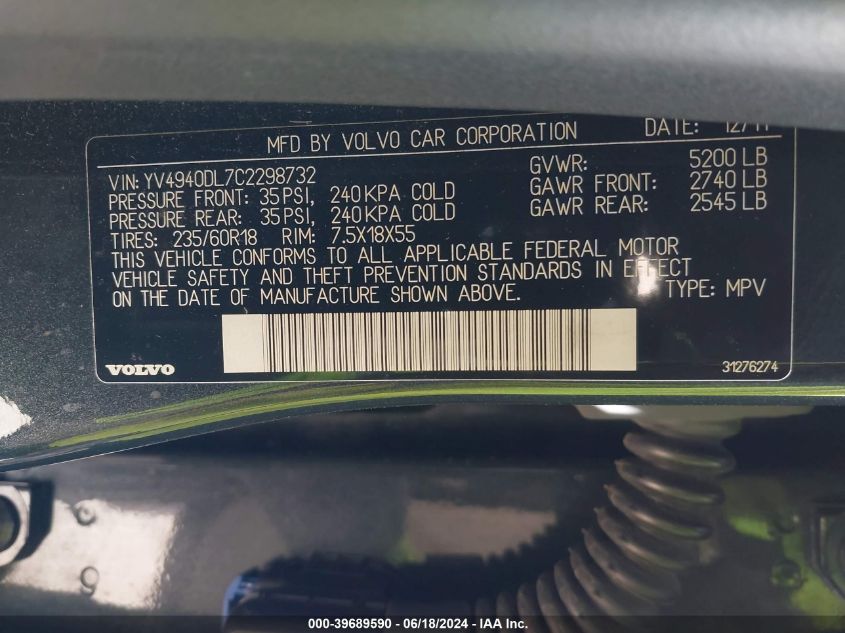 MFD BY VOLVO CAR CORPORATION DATE: 12/11
VIN: YV4940DL7C2298732
PRESSURE FRONT: 35 PSI, 240 KPA COLD
PRESSURE REAR: 35 PSI, 240 KPA COLD
TIRES: 235/60R18 RIM: 7.5X18X55
GVWR: 5200 LB
GAWR FRONT: 2740 LB
GAWR REAR: 2545 LB
THIS VEHICLE CONFORMS TO ALL APPLICABLE FEDERAL MOTOR
VEHICLE SAFETY AND THEFT PREVENTION STANDARDS IN EFFECT
ON THE DATE OF MANUFACTURE SHOWN ABOVE. TYPE: MPV
VOLVO
31276274
000-39689590 - 06/18/2024 - IAA Inc.